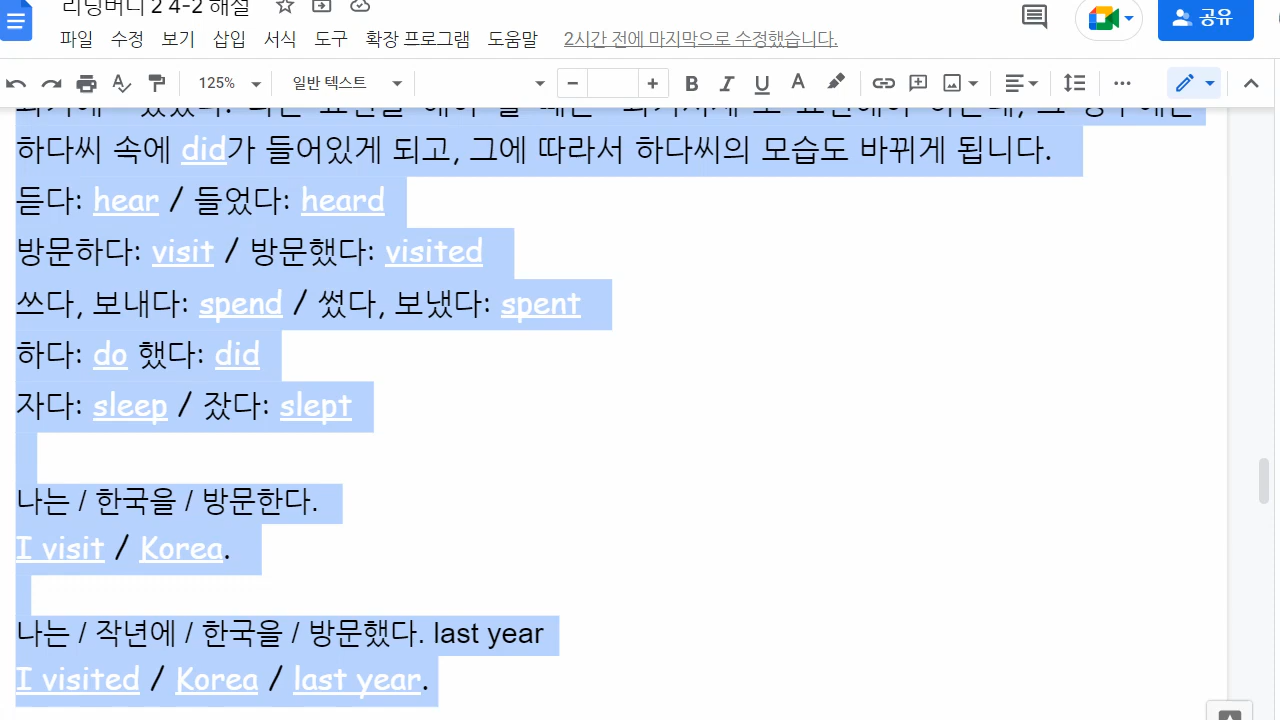 리딩버디 2 4-2 해설
공유
파일 수정 보기 삽입 서식 도구 확장 프로그램 도움말 2시간 전에 마지막으로 수정했습니다.
125% 일반 텍스트 − + B I U A
하다씨 속에 did가 들어있게 되고, 그에 따라서 하다씨의 모습도 바뀌게 됩니다.
듣다: hear / 들었다: heard
방문하다: visit / 방문했다: visited
쓰다, 보내다: spend / 썼다, 보냈다: spent
하다: do 했다: did
자다: sleep / 잤다: slept
나는 / 한국을 / 방문한다.
I visit / Korea.
나는 / 작년에 / 한국을 / 방문했다. last year
I visited / Korea / last year.